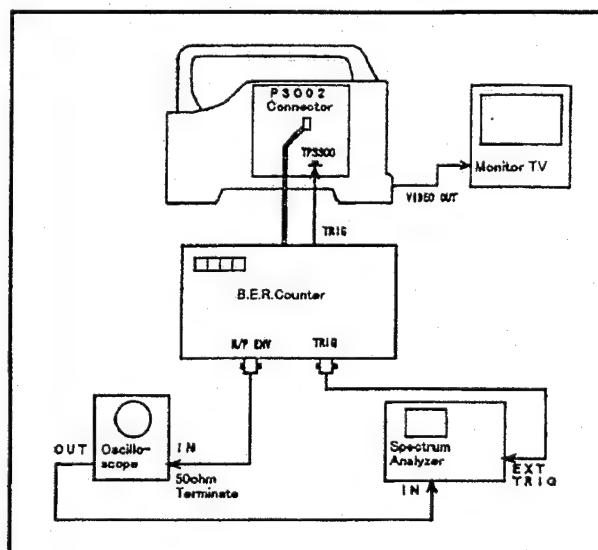 P3002
Connector
TP3300
Monitor TV
VIDEO OUT
TRIG
B.E.R.Counter
TRIG
OUT
Oscillo-
scope
IN
50ohm
Terminate
Spectrum
Analyzer
IN
EXT
TRIG